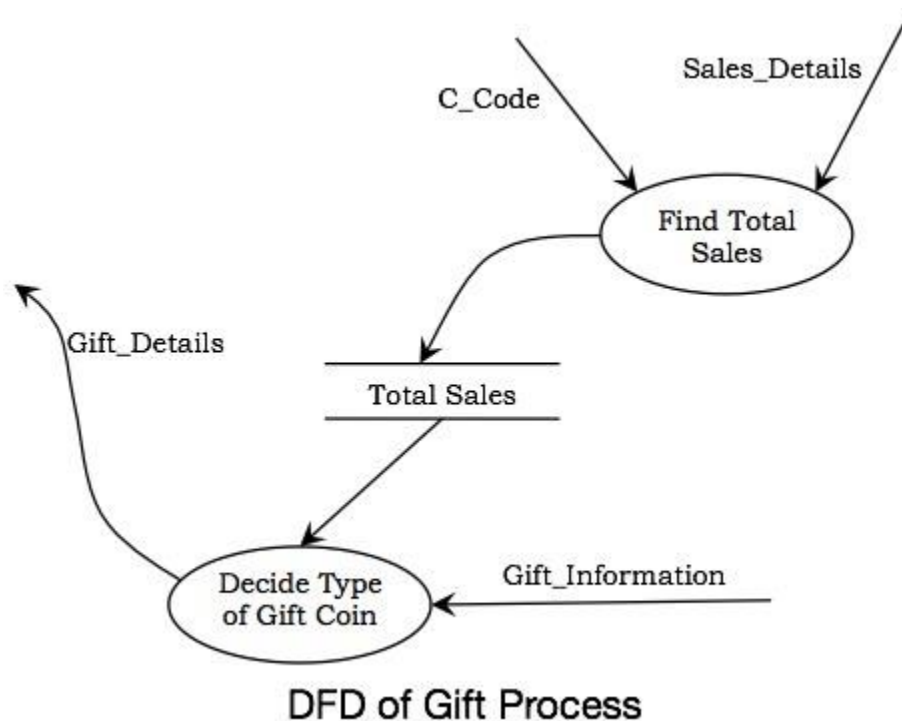 Sales_Details
C_Code
Find Total
Sales
Gift_Details
Total Sales
Decide Type
of Gift Coin
Gift_Information
DFD of Gift Process